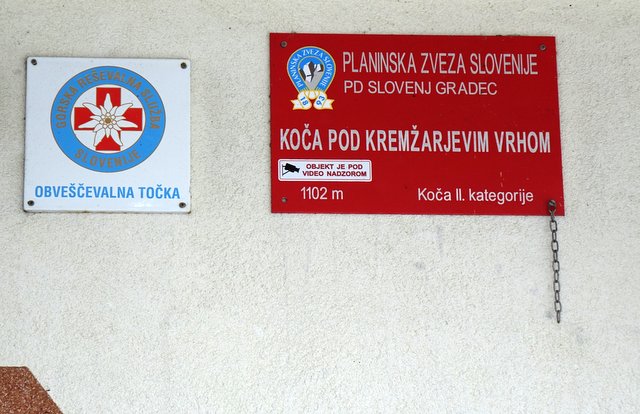 GORSKA REŠEVALNA SLUŽBA
SLOVENIJE
OBVEŠČEVALNA TOČKA
PLANINSKA ZVEZA SLOVENIJE
PLANINSKA ZVEZA SLOVENIJE
PD SLOVENJ GRADEC
KOČA POD KREMŽARJEVIM VRHOM
OBJEKT JE POD
VIDEO NADZOROM
1102 m
Koča II. kategorije